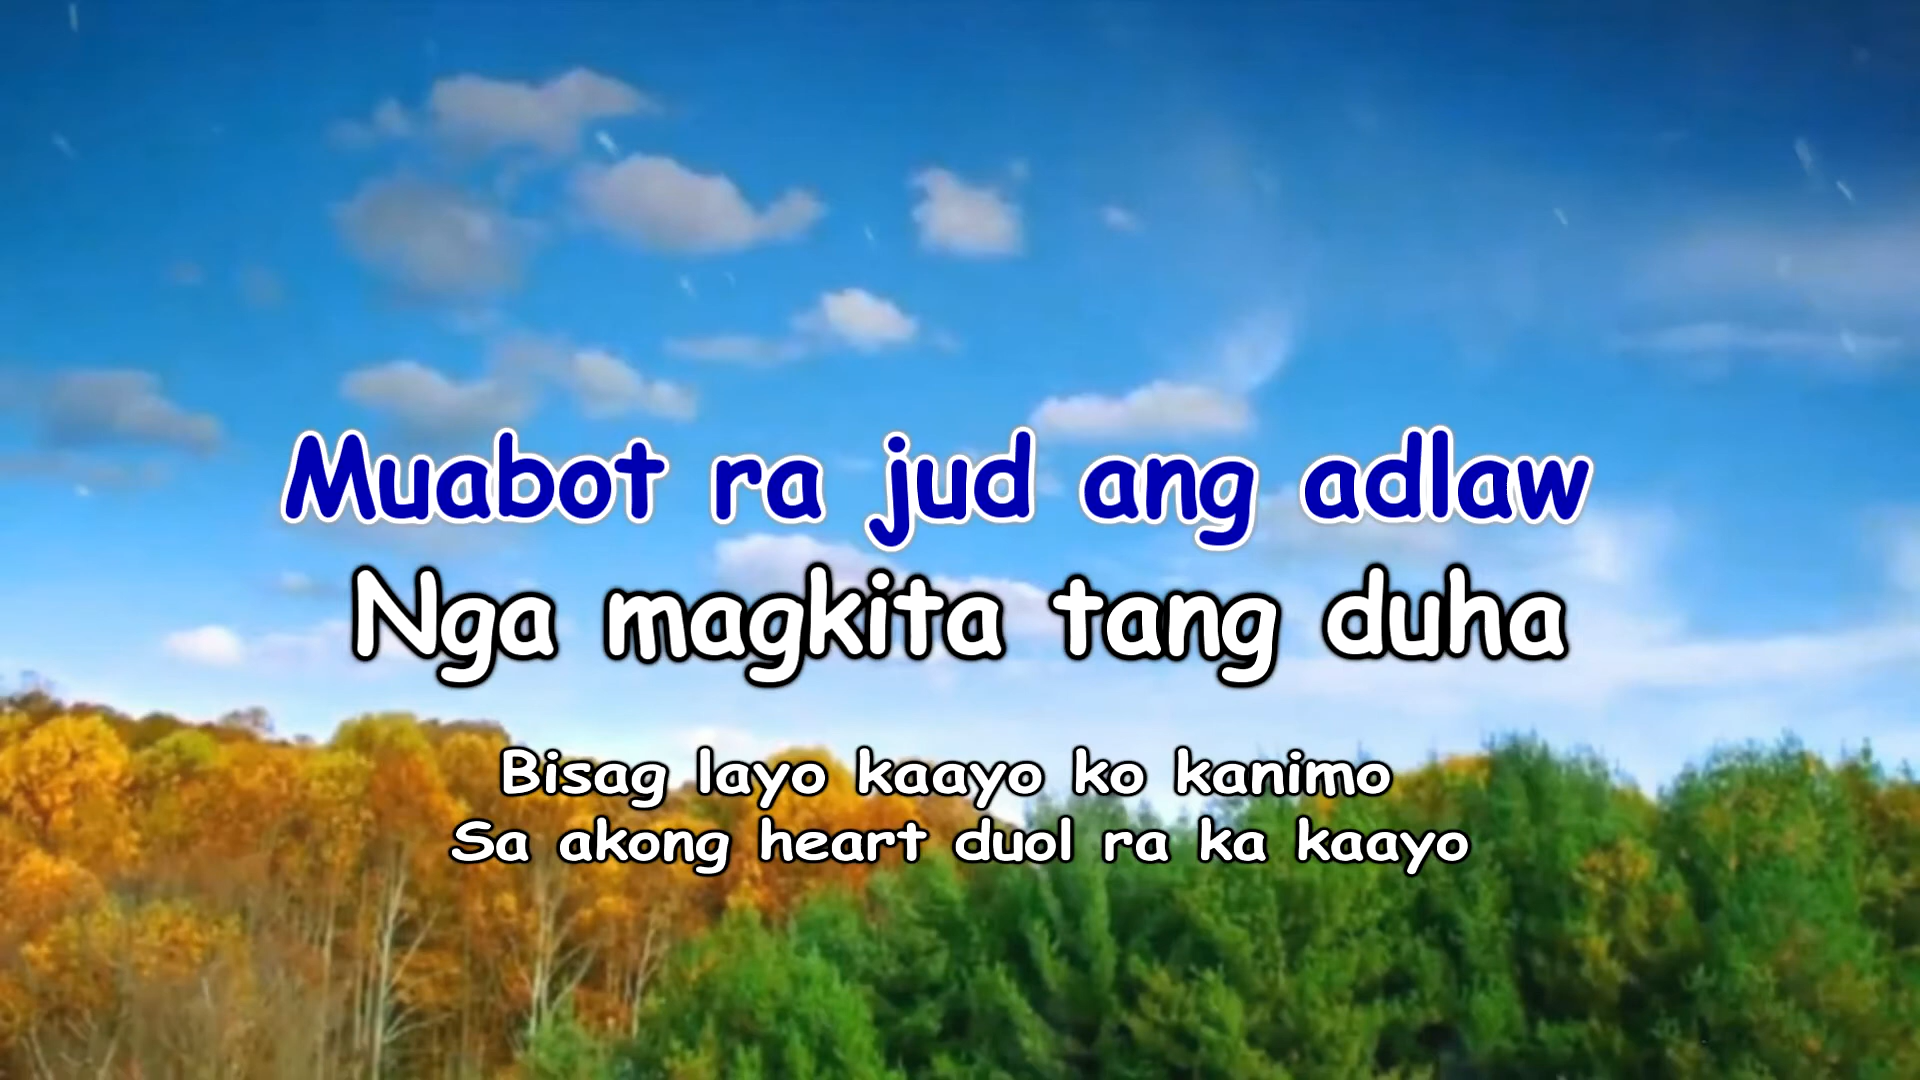 Muabot ra jud ang adlaw
Nga magkita tang duha
Bisag layo kaayo ko kanimo
Sa akong heart duol ra ka kaayo